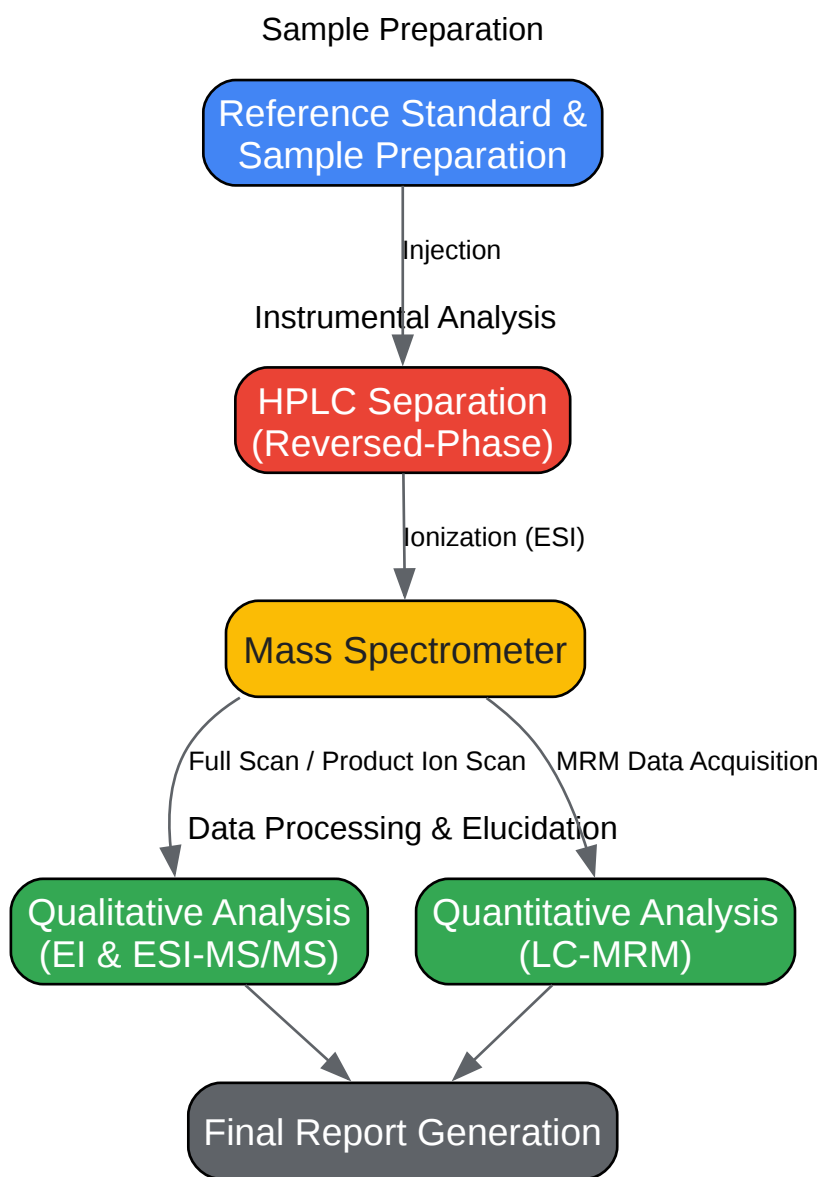 Sample Preparation
Reference Standard &
Sample Preparation
Injection
Instrumental Analysis
HPLC Separation
(Reversed-Phase)
Ionization (ESI)
Mass Spectrometer
Full Scan / Product Ion Scan
MRM Data Acquisition
Data Processing & Elucidation
Qualitative Analysis
(EI & ESI-MS/MS)
Quantitative Analysis
(LC-MRM)
Final Report Generation